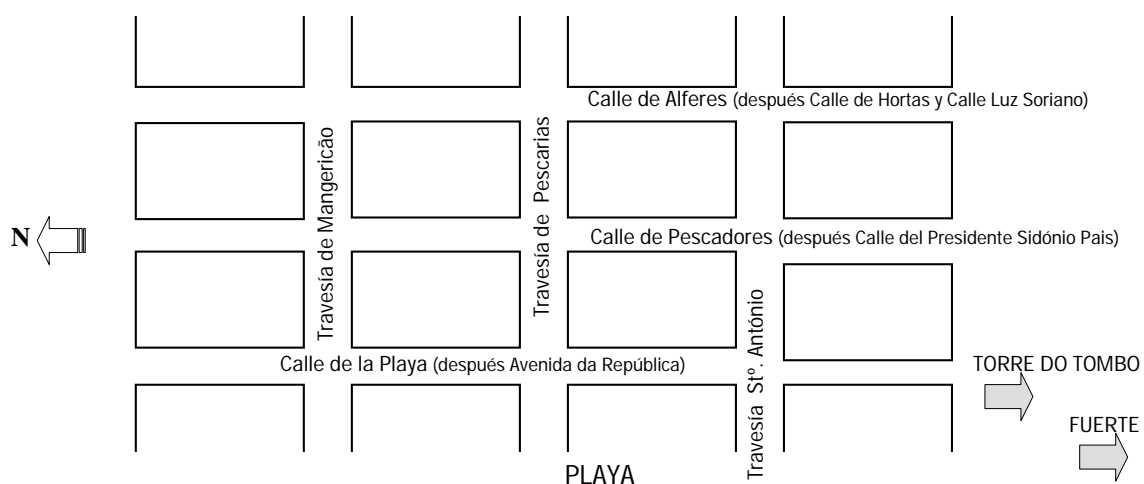 Calle de Alferes (después Calle de Hortas y Calle Luz Soriano)
Travesía de Mangericão
Travesía de Pescarias
N
Calle de Pescadores (después Calle del Presidente Sidónio Pais)
Travesía Stº. António
Calle de la Playa (después Avenida da República)
TORRE DO TOMBO
FUERTE
PLAYA